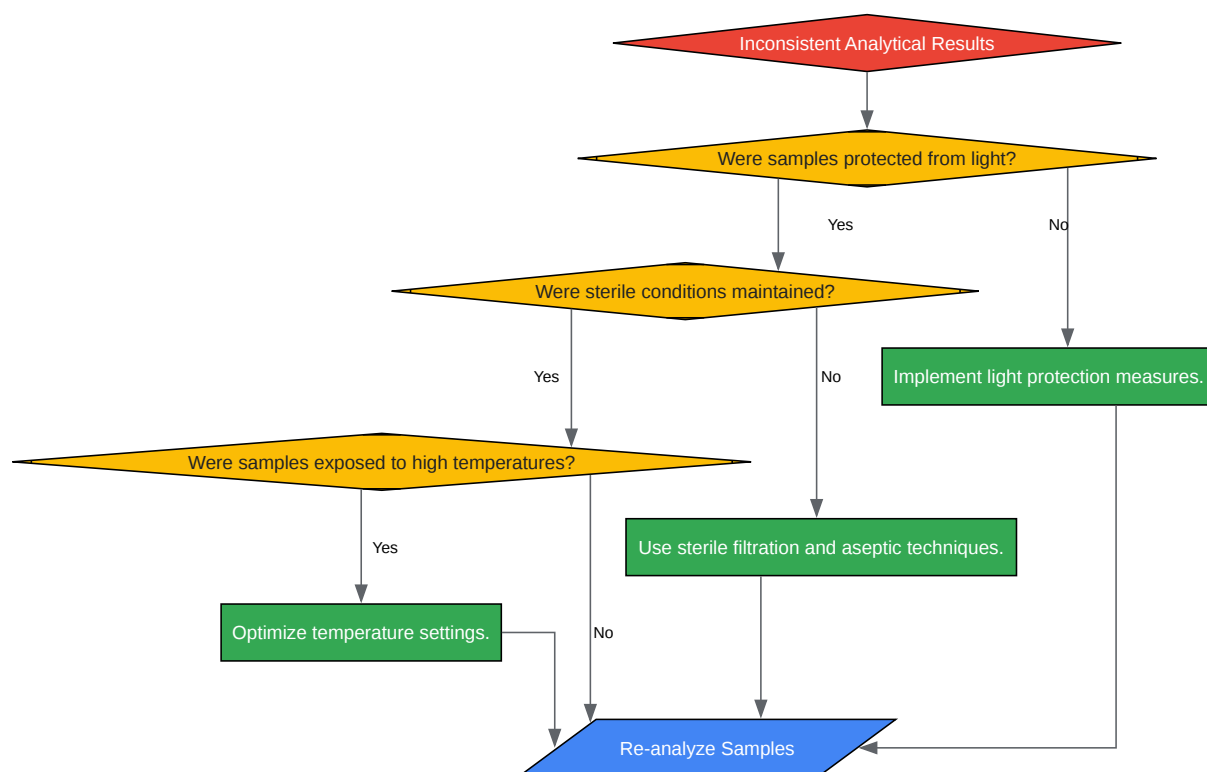 Inconsistent Analytical Results
Were samples protected from light?
Yes
No
Were sterile conditions maintained?
Yes
No
Implement light protection measures.
Were samples exposed to high temperatures?
Yes
Use sterile filtration and aseptic techniques.
Optimize temperature settings.
No
Re-analyze Samples